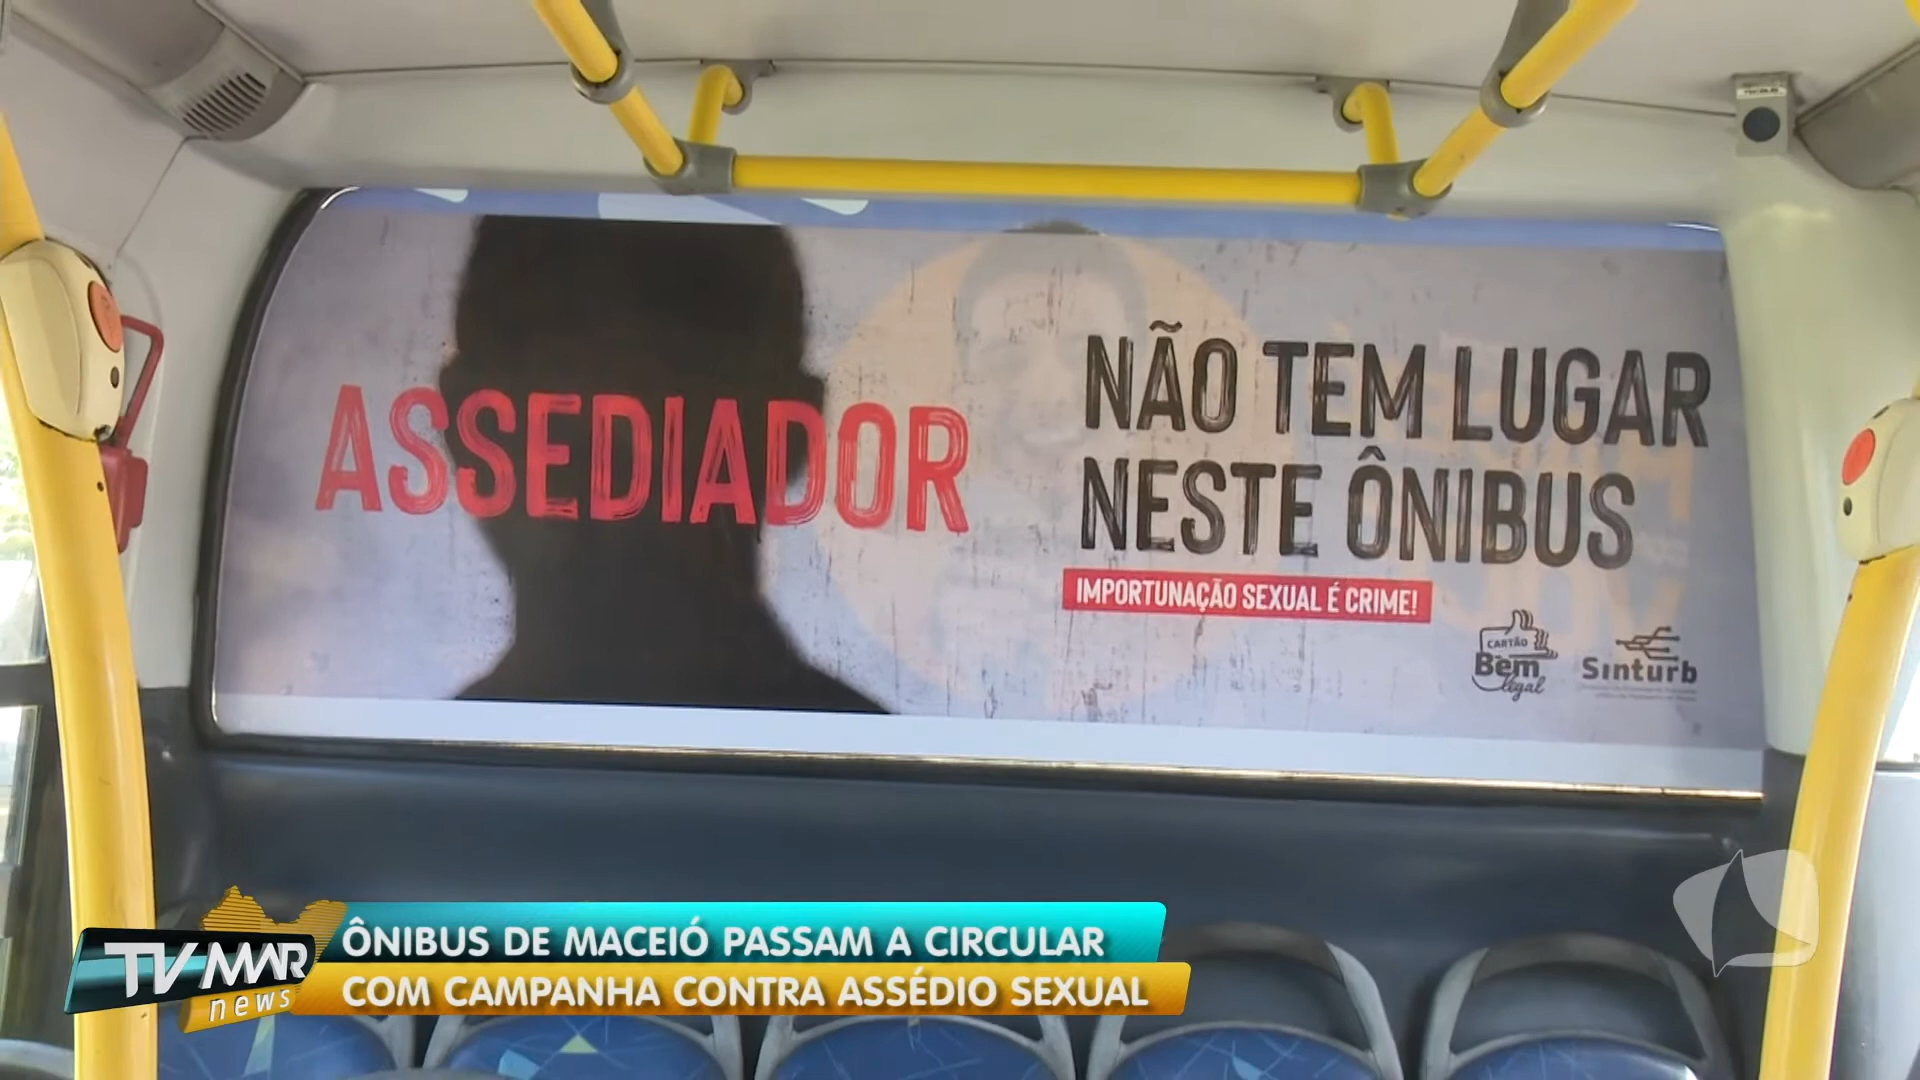 ASSEDIADOR
NÃO TEM LUGAR
NESTE ÔNIBUS
IMPORTUNAÇÃO SEXUAL É CRIME!
CARTÃO
Bem
legal
Sinturb
TV MAR
news
ÔNIBUS DE MACEIÓ PASSAM A CIRCULAR
COM CAMPANHA CONTRA ASSÉDIO SEXUAL